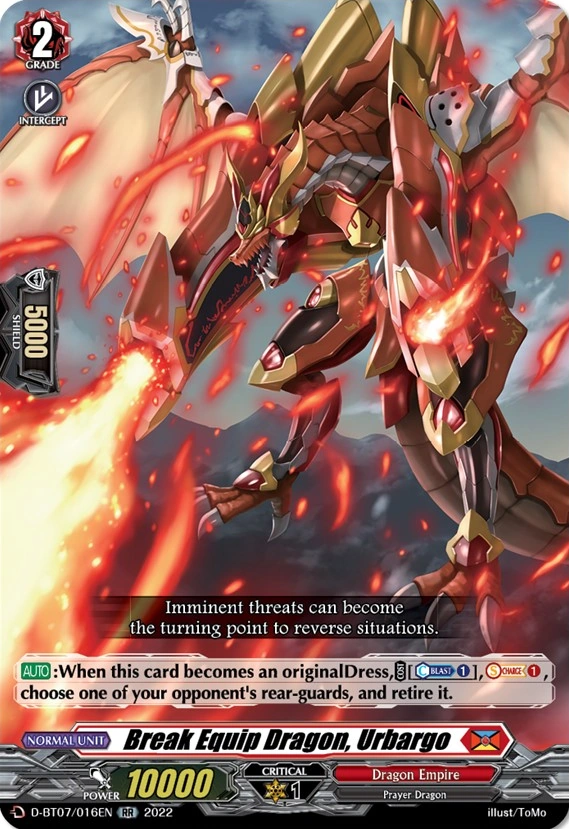 2
GRADE
INTERCEPT
5000
SHIELD
Imminent threats can become
the turning point to reverse situations.
AUTO:When this card becomes an originalDress,COST[C BLAST 1], S CHARGE 1,
choose one of your opponent's rear-guards, and retire it.
NORMAL UNIT Break Equip Dragon, Urbargo
POWER 10000 CRITICAL 1 Dragon Empire
Prayer Dragon
D-BT07/016EN RR 2022 illust/ToMo